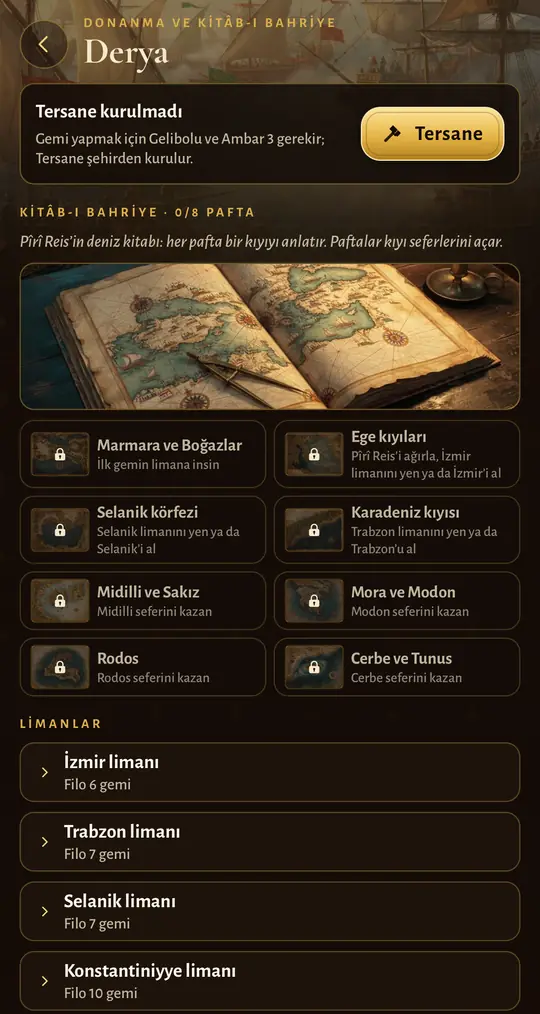 DONANMA VE KİTÂB-I BAHRİYE
Derya
Tersane kurulmadı
Gemi yapmak için Gelibolu ve Ambar 3 gerekir;
Tersane şehirden kurulur.
Tersane
KİTÂB-I BAHRİYE · 0/8 PAFTA
Pîrî Reis'in deniz kitabı: her pafta bir kıyıyı anlatır. Paftalar kıyı seferlerini açar.
Marmara ve Boğazlar
İlk gemin limana insin
Ege kıyıları
Pîrî Reis'i ağırla, İzmir
limanını yen ya da İzmir'i al
Selanik körfezi
Selanik limanını yen ya da
Selanik'i al
Karadeniz kıyısı
Trabzon limanını yen ya da
Trabzon'u al
Midilli ve Sakız
Midilli seferini kazan
Mora ve Modon
Modon seferini kazan
Rodos
Rodos seferini kazan
Cerbe ve Tunus
Cerbe seferini kazan
LİMANLAR
İzmir limanı
Filo 6 gemi
Trabzon limanı
Filo 7 gemi
Selanik limanı
Filo 7 gemi
Konstantiniyye limanı
Filo 10 gemi